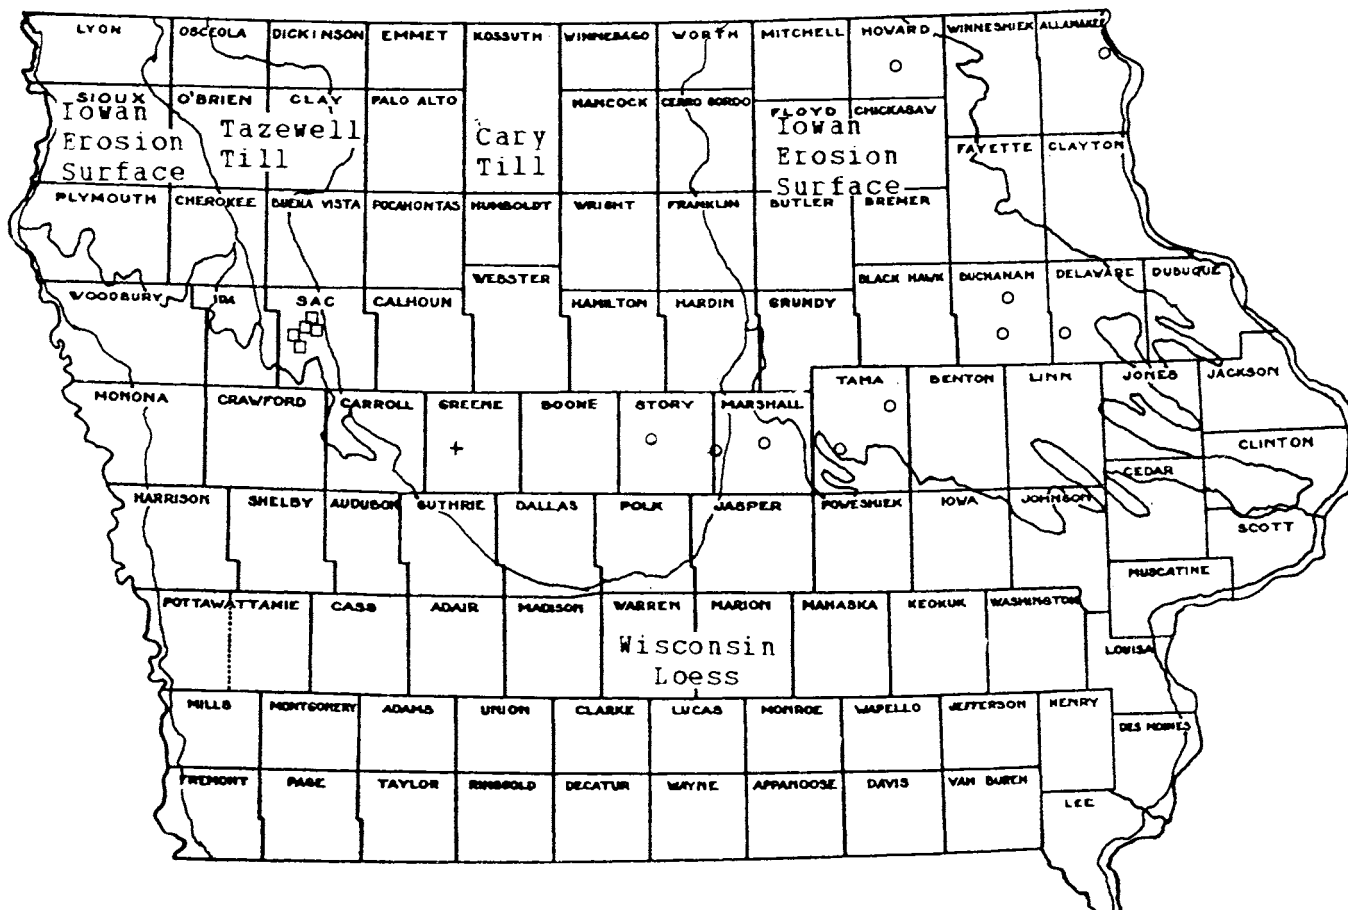 LYON
OSCEOLA
DICKINSON
EMMET
KOSSUTH
WINNEBAGO
WORTH
MITCHELL
HOWARD
WINNESHIEK
ALLAMAKEE
SIOUX
O'BRIEN
CLAY
PALO ALTO
HANCOCK
CERRO GORDO
FLOYD
CHICKASAW
Iowan
Erosion
Surface
Tazewell
Till
Cary
Till
Iowan
Erosion
Surface
FAYETTE
CLAYTON
PLYMOUTH
CHEROKEE
BUENA VISTA
POCAHONTAS
HUMBOLDT
WRIGHT
FRANKLIN
BUTLER
BREMER
WOODBURY
IDA
SAC
CALHOUN
WEBSTER
HAMILTON
HARDIN
GRUNDY
BLACK HAWK
BUCHANAN
DELAWARE
DUBUQUE
MONONA
CRAWFORD
CARROLL
GREENE
BOONE
STORY
MARSHALL
TAMA
BENTON
LINN
JONES
JACKSON
CLINTON
CEDAR
HARRISON
SHELBY
AUDUBON
GUTHRIE
DALLAS
POLK
JASPER
POWESHIEK
IOWA
JOHNSON
SCOTT
MUSCATINE
POTTAWATTAMIE
CASS
ADAIR
MADISON
WARREN
MARION
MAHASKA
KEOKUK
WASHINGTON
LOUISA
Wisconsin
Loess
MILLS
MONTGOMERY
ADAMS
UNION
CLARKE
LUCAS
MONROE
WAPELLO
JEFFERSON
HENRY
DES MOINES
FREMONT
PAGE
TAYLOR
RINGGOLD
DECATUR
WAYNE
APPANOOSE
DAVIS
VAN BUREN
LEE